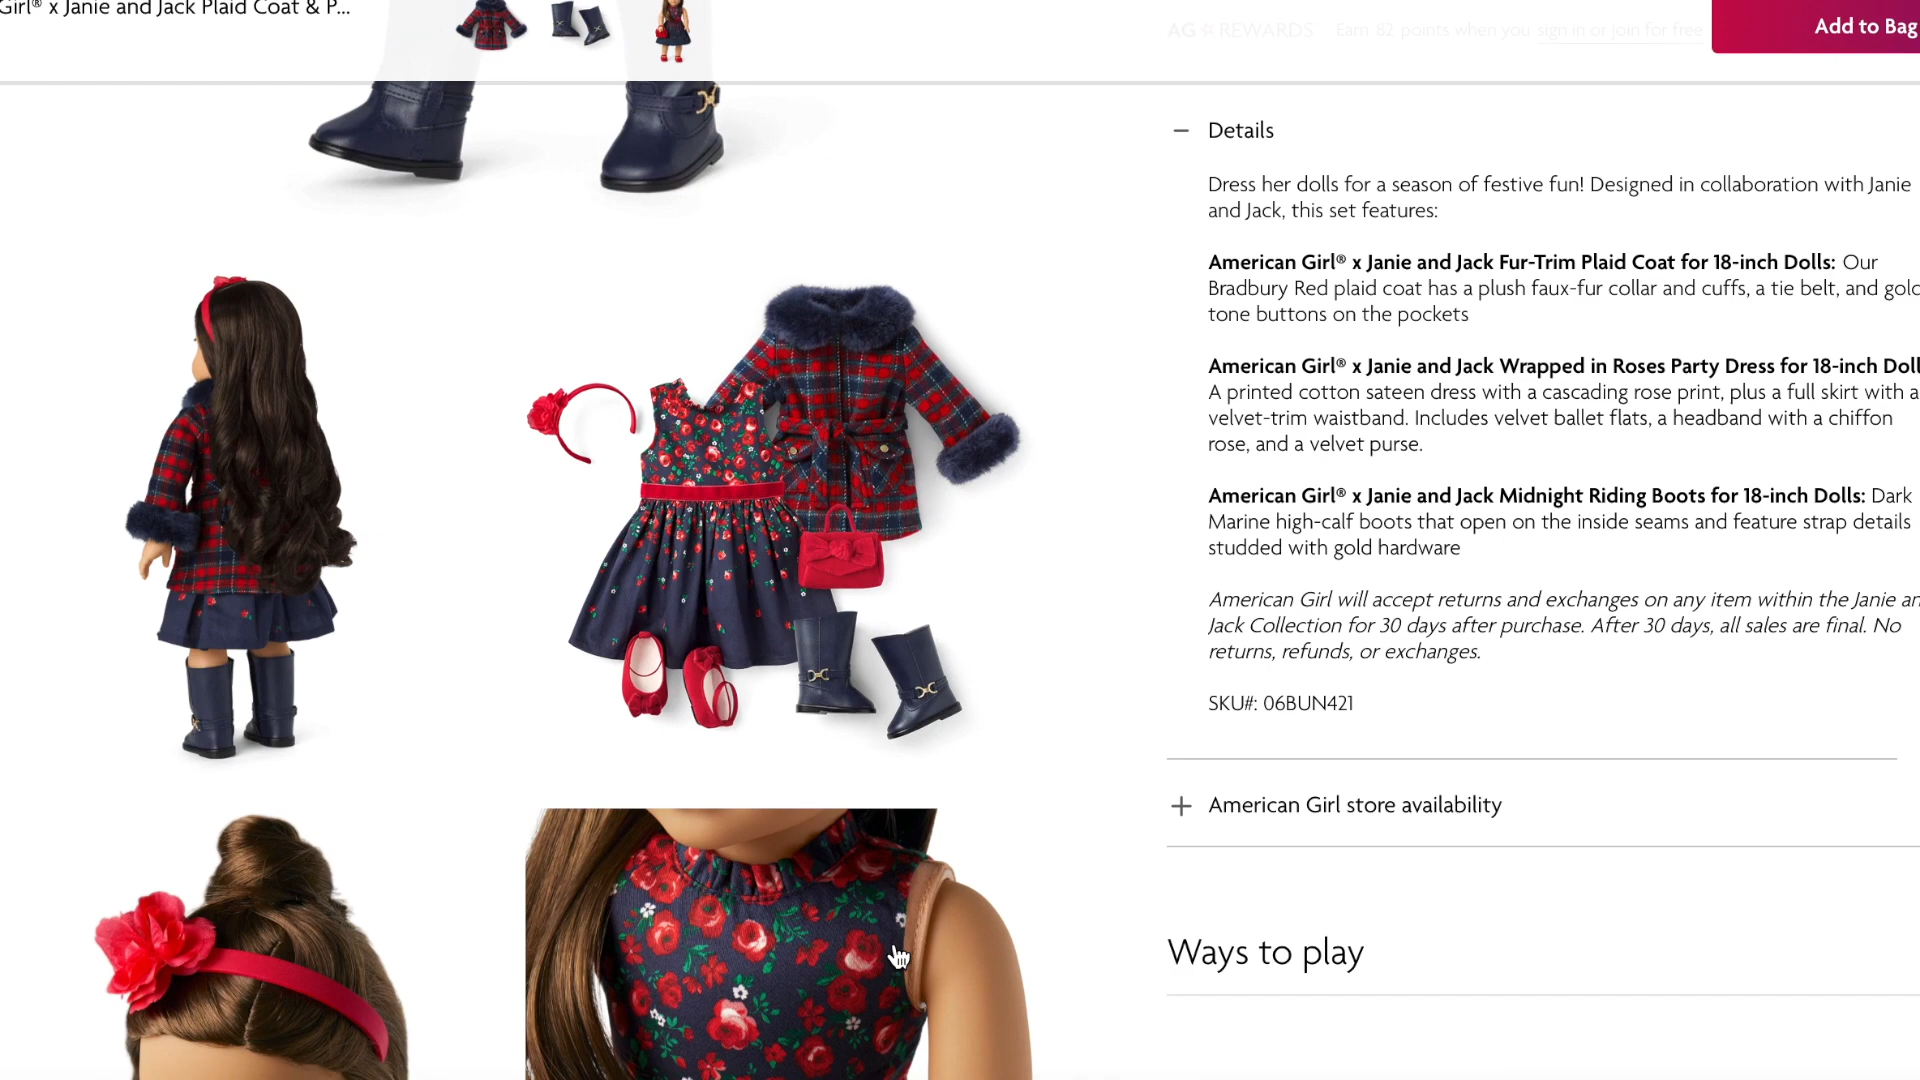 Girl® x Janie and Jack Plaid Coat & P...
AG REWARDS Earn 82 points when you sign in or join for free
Add to Bag
Details
Dress her dolls for a season of festive fun! Designed in collaboration with Janie
and Jack, this set features:
American Girl® x Janie and Jack Fur-Trim Plaid Coat for 18-inch Dolls: Our
Bradbury Red plaid coat has a plush faux-fur collar and cuffs, a tie belt, and gold
tone buttons on the pockets
American Girl® x Janie and Jack Wrapped in Roses Party Dress for 18-inch Doll
A printed cotton sateen dress with a cascading rose print, plus a full skirt with a
velvet-trim waistband. Includes velvet ballet flats, a headband with a chiffon
rose, and a velvet purse.
American Girl® x Janie and Jack Midnight Riding Boots for 18-inch Dolls: Dark
Marine high-calf boots that open on the inside seams and feature strap details
studded with gold hardware
American Girl will accept returns and exchanges on any item within the Janie an
Jack Collection for 30 days after purchase. After 30 days, all sales are final. No
returns, refunds, or exchanges.
SKU#: 06BUN421
American Girl store availability
Ways to play